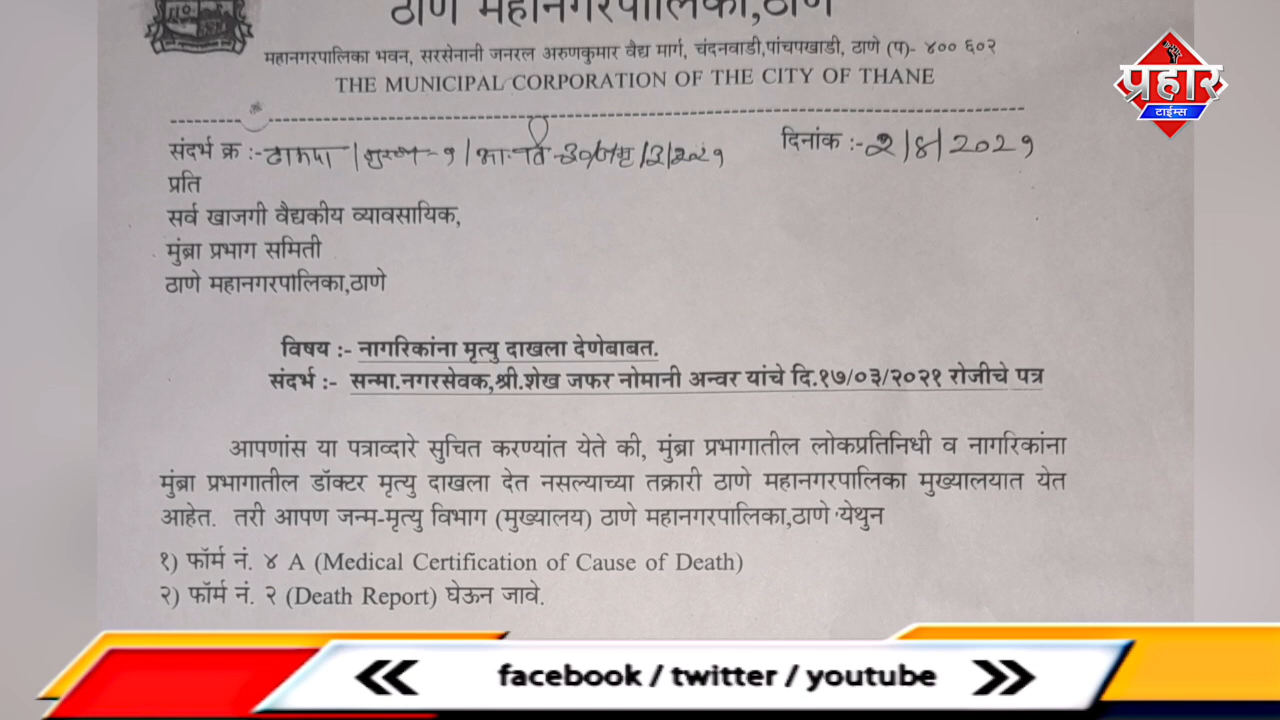 ठाणे महानगरपालिका,ठाणे
महानगरपालिका भवन, सरसेनानी जनरल अरुणकुमार वैद्य मार्ग, चंदनवाडी,पांचपखाडी, ठाणे (प)- ४०० ६०२
THE MUNICIPAL CORPORATION OF THE CITY OF THANE
प्रहार
टाईम्स
संदर्भ क्र :-
दिनांक :- २/४/२०२१
प्रति
सर्व खाजगी वैद्यकीय व्यावसायिक,
मुंब्रा प्रभाग समिती
ठाणे महानगरपालिका,ठाणे
विषय :- नागरिकांना मृत्यु दाखला देणेबाबत.
संदर्भ :- सन्मा.नगरसेवक,श्री.शेख जफर नोमानी अन्वर यांचे दि.१७/०३/२०२१ रोजीचे पत्र
आपणांस या पत्राव्दारे सुचित करण्यांत येते की, मुंब्रा प्रभागातील लोकप्रतिनिधी व नागरिकांना
मुंब्रा प्रभागातील डॉक्टर मृत्यु दाखला देत नसल्याच्या तक्रारी ठाणे महानगरपालिका मुख्यालयात येत
आहेत. तरी आपण जन्म-मृत्यु विभाग (मुख्यालय) ठाणे महानगरपालिका,ठाणे येथुन
१) फॉर्म नं. ४ A (Medical Certification of Cause of Death)
२) फॉर्म नं. २ (Death Report) घेऊन जावे.
facebook / twitter / youtube